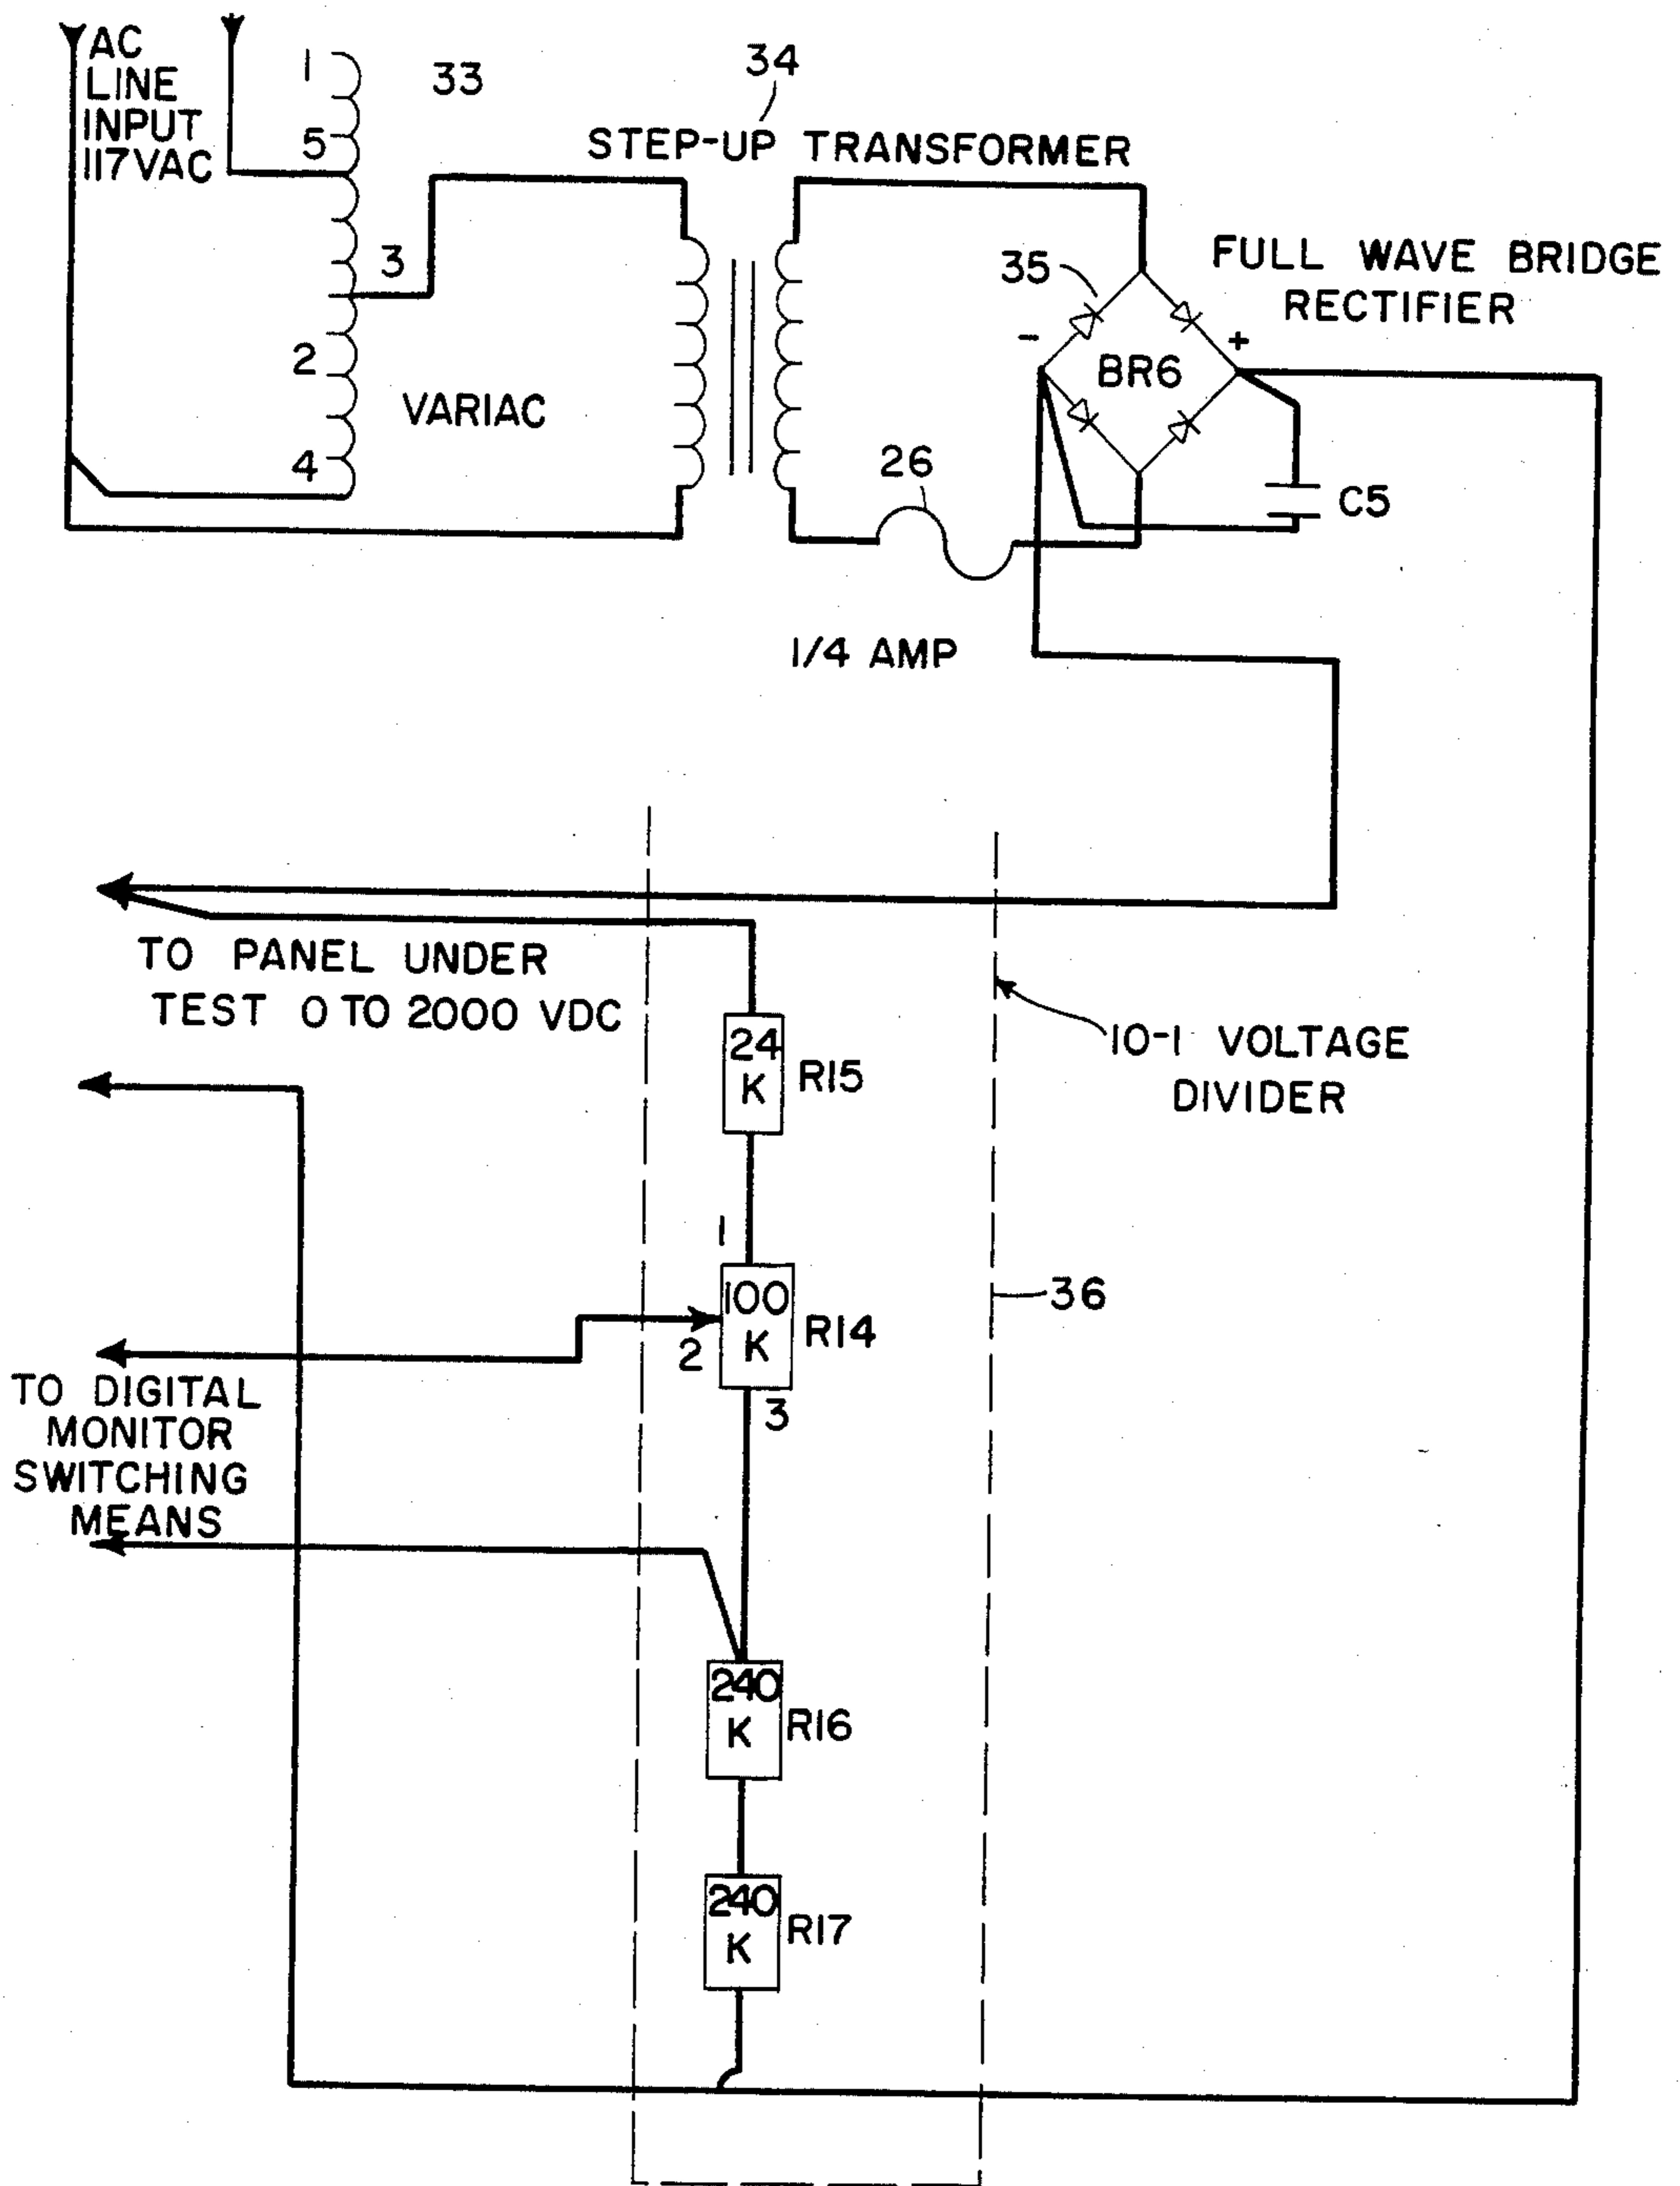 AC
LINE
INPUT
117VAC
1
5
3
2
4
33
VARIAC
34
STEP-UP TRANSFORMER
35
FULL WAVE BRIDGE
RECTIFIER
-
+
BR6
26
C5
1/4 AMP
TO PANEL UNDER
TEST 0 TO 2000 VDC
24
K
R15
10-1 VOLTAGE
DIVIDER
1
100
K
R14
2
3
36
TO DIGITAL
MONITOR
SWITCHING
MEANS
240
K
R16
240
K
R17